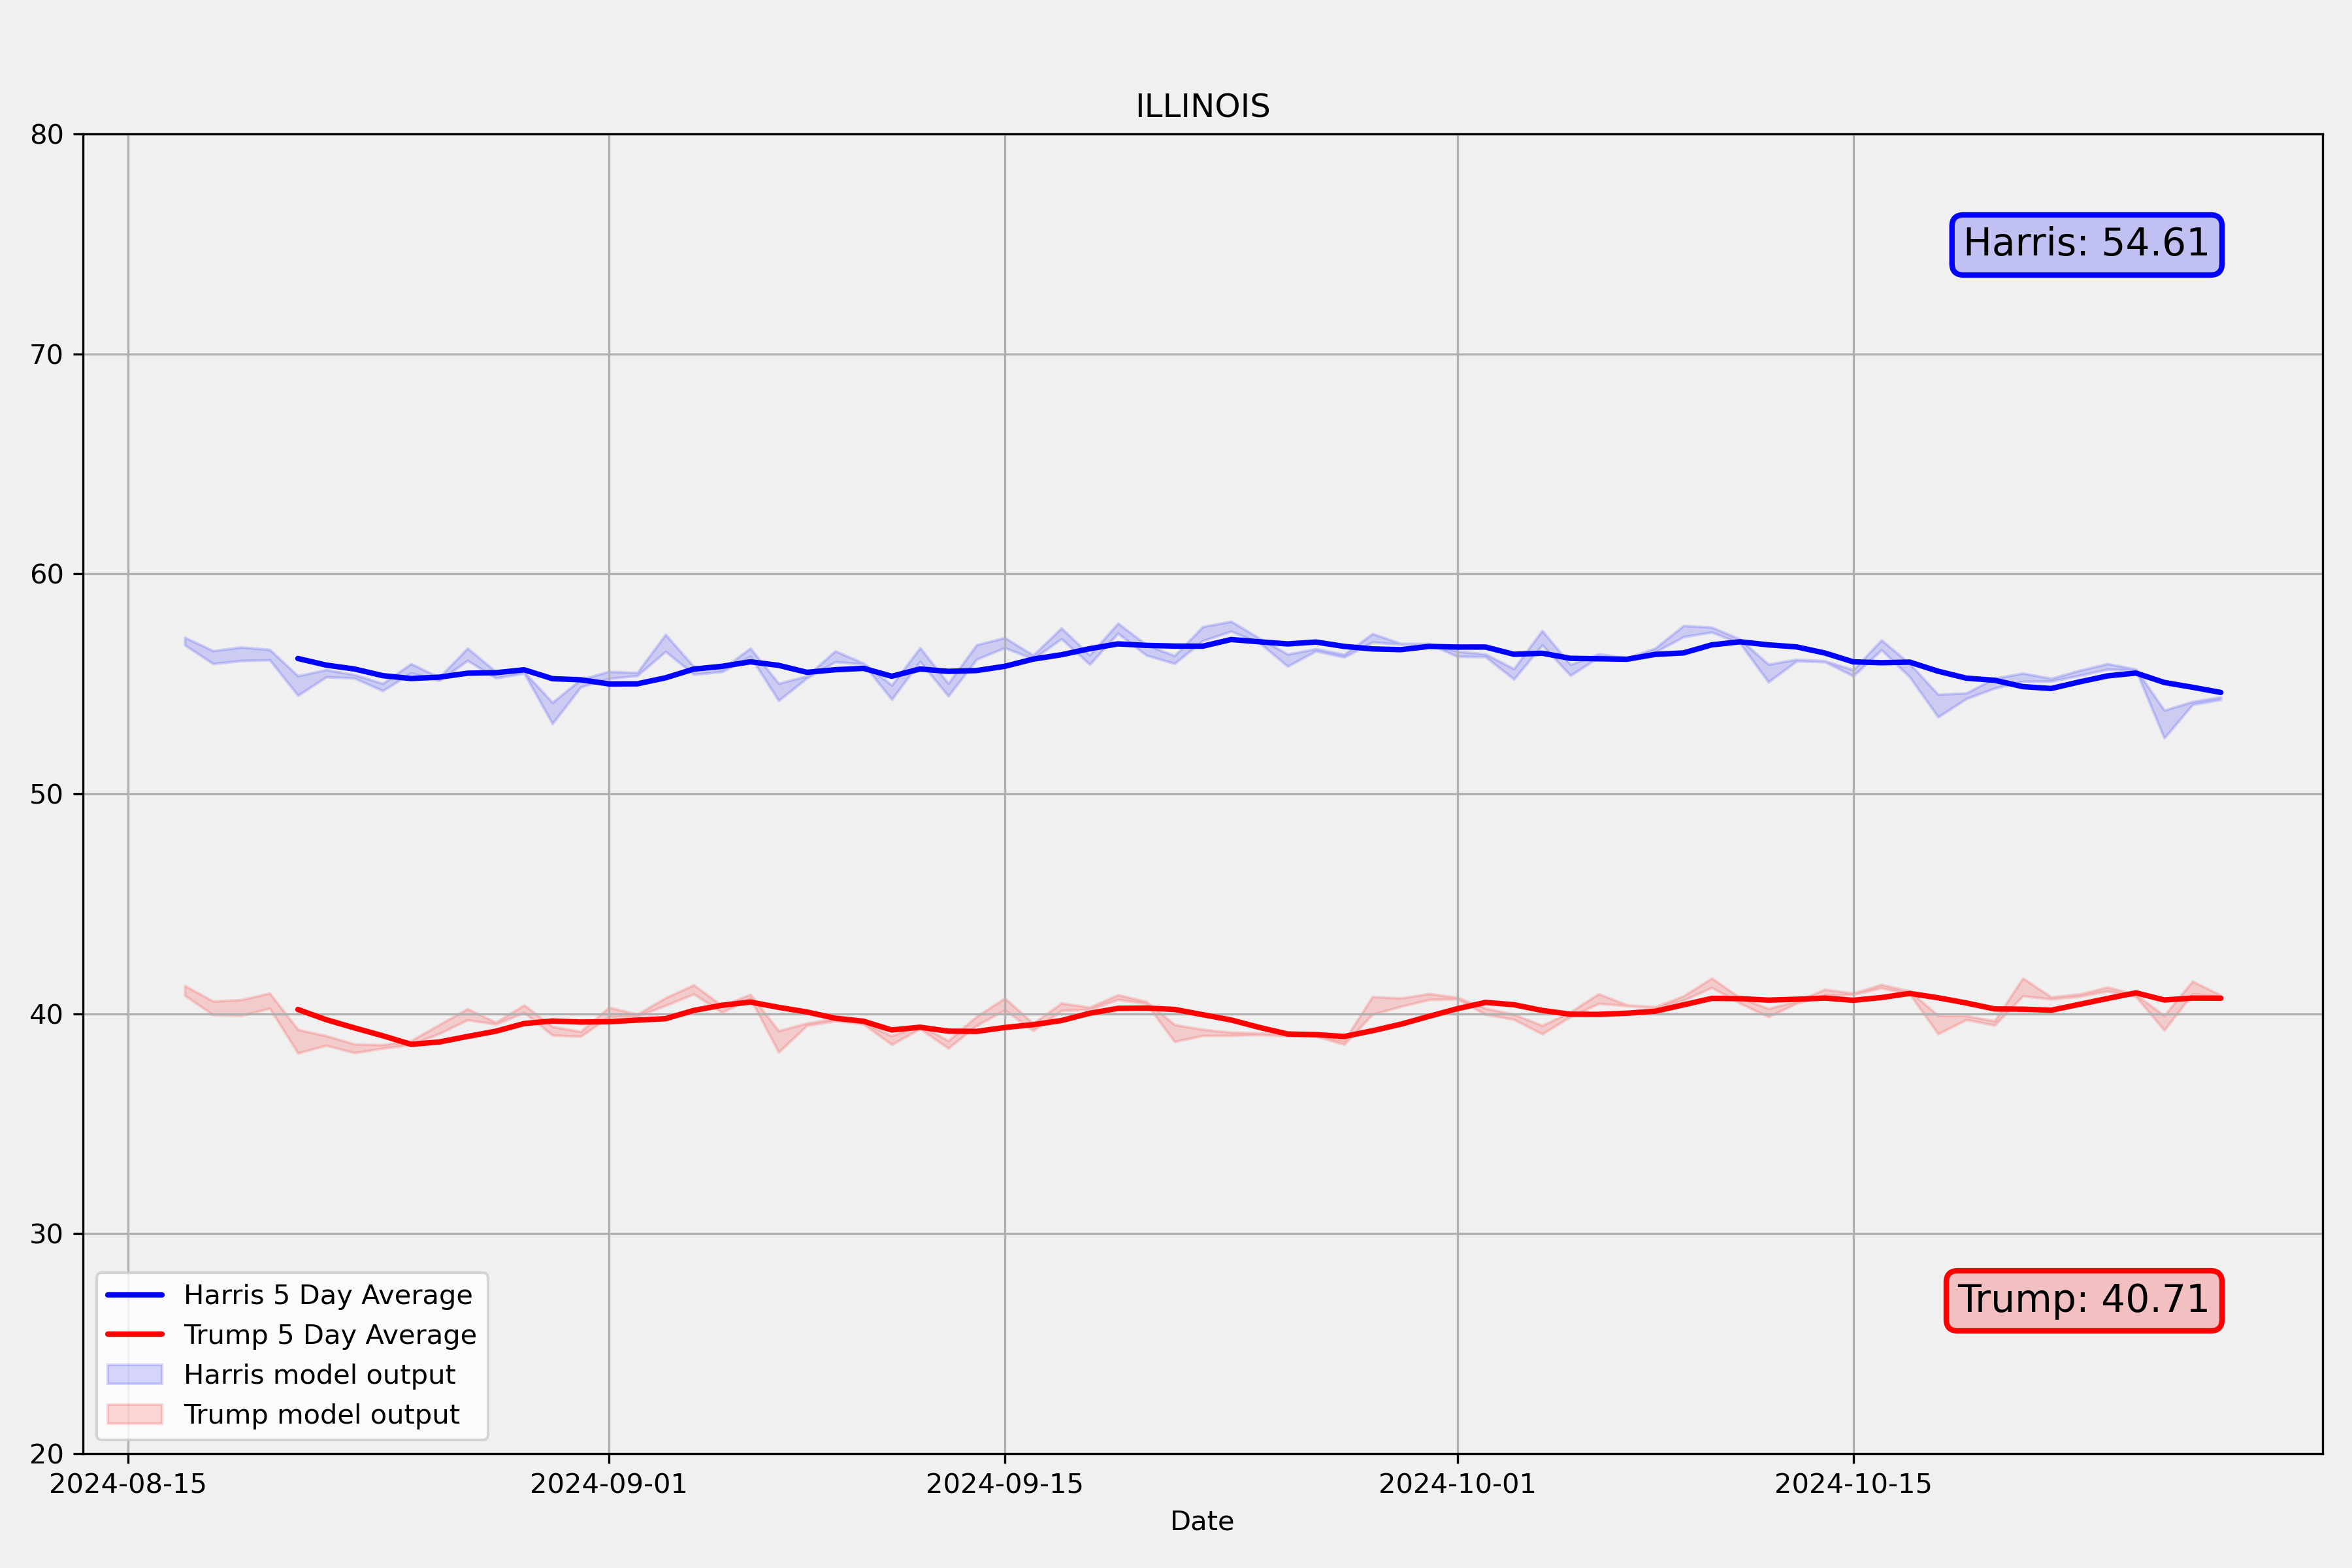 ILLINOIS
80
70
60
50
40
30
20
Harris: 54.61
Trump: 40.71
Harris 5 Day Average
Trump 5 Day Average
Harris model output
Trump model output
2024-08-15
2024-09-01
2024-09-15
2024-10-01
2024-10-15
Date